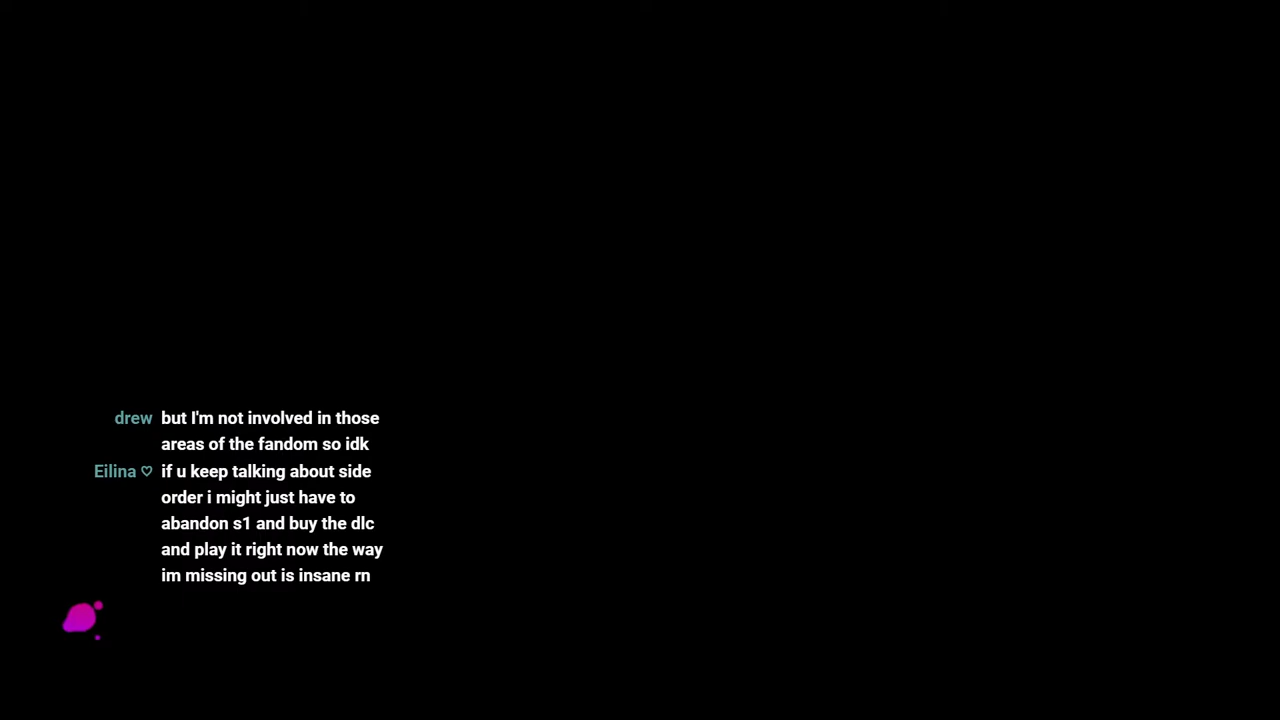 drew but I'm not involved in those
areas of the fandom so idk
Eilina ♡ if u keep talking about side
order i might just have to
abandon s1 and buy the dlc
and play it right now the way
im missing out is insane rn